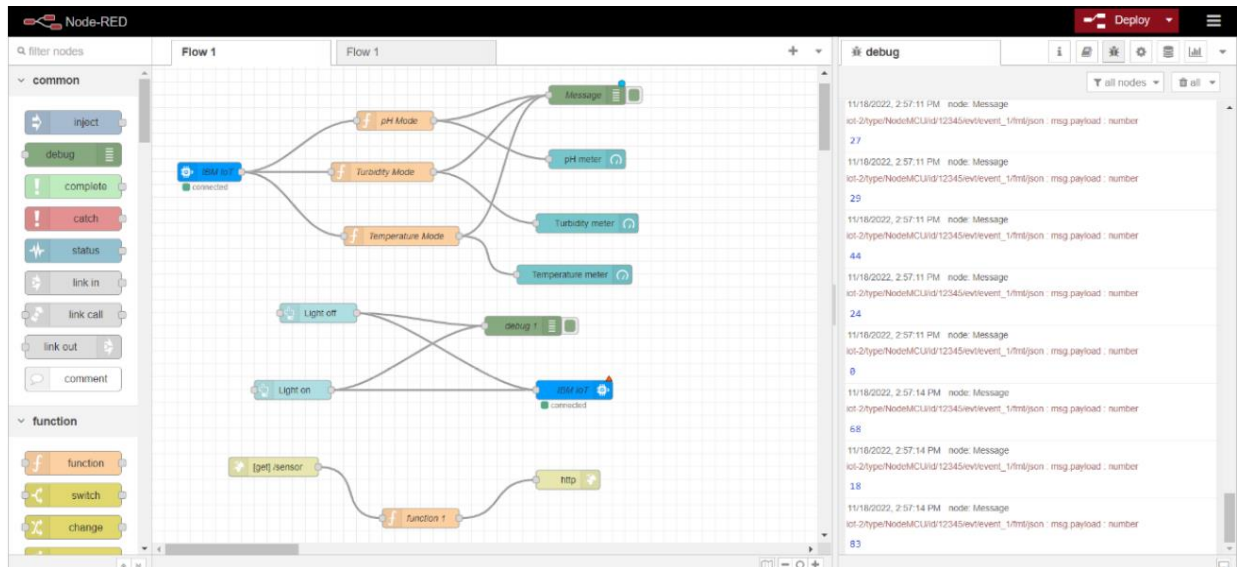 Node-RED
Deploy
filter nodes
Flow 1
Flow 1
debug
i
all nodes
all
common
inject
debug
complete
catch
status
link in
link call
link out
comment
function
function
switch
change
IBM IoT
connected
pH Mode
Turbidity Mode
Temperature Mode
Message
pH meter
Turbidity meter
Temperature meter
Light off
Light on
debug 1
IBM IoT
connected
[get] /sensor
function 1
http
11/18/2022, 2:57:11 PM node: Message
iot-2/type/NodeMCU/id/12345/evt/event_1/fmt/json : msg.payload : number
27
11/18/2022, 2:57:11 PM node: Message
iot-2/type/NodeMCU/id/12345/evt/event_1/fmt/json : msg.payload : number
29
11/18/2022, 2:57:11 PM node: Message
iot-2/type/NodeMCU/id/12345/evt/event_1/fmt/json : msg.payload : number
44
11/18/2022, 2:57:11 PM node: Message
iot-2/type/NodeMCU/id/12345/evt/event_1/fmt/json : msg.payload : number
24
11/18/2022, 2:57:11 PM node: Message
iot-2/type/NodeMCU/id/12345/evt/event_1/fmt/json : msg.payload : number
0
11/18/2022, 2:57:14 PM node: Message
iot-2/type/NodeMCU/id/12345/evt/event_1/fmt/json : msg.payload : number
68
11/18/2022, 2:57:14 PM node: Message
iot-2/type/NodeMCU/id/12345/evt/event_1/fmt/json : msg.payload : number
18
11/18/2022, 2:57:14 PM node: Message
iot-2/type/NodeMCU/id/12345/evt/event_1/fmt/json : msg.payload : number
83